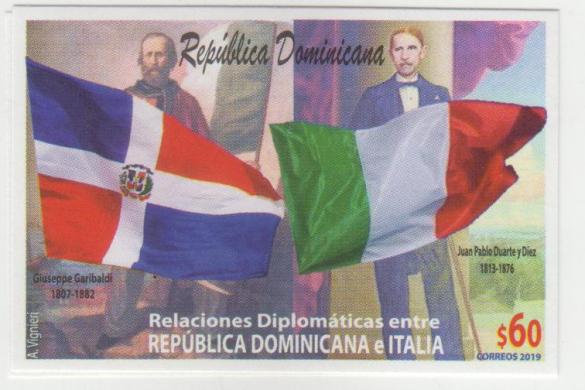 República Dominicana
Giuseppe Garibaldi
1807-1882
Juan Pablo Duarte y Díez
1813-1876
A. Vignieri
Relaciones Diplomáticas entre
REPÚBLICA DOMINICANA e ITALIA
$60
CORREOS 2019